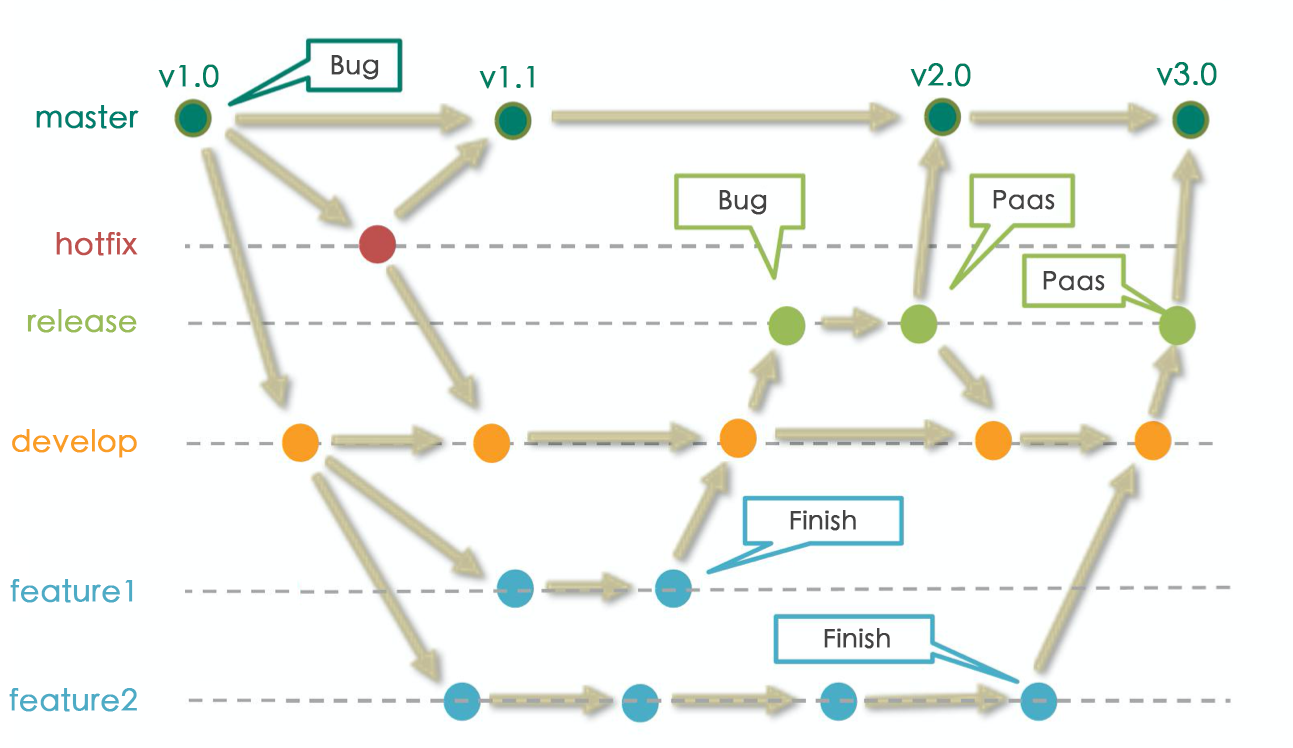 v1.0
Bug
v1.1
v2.0
v3.0
master
Bug
Paas
hotfix
Paas
release
develop
Finish
feature1
Finish
feature2